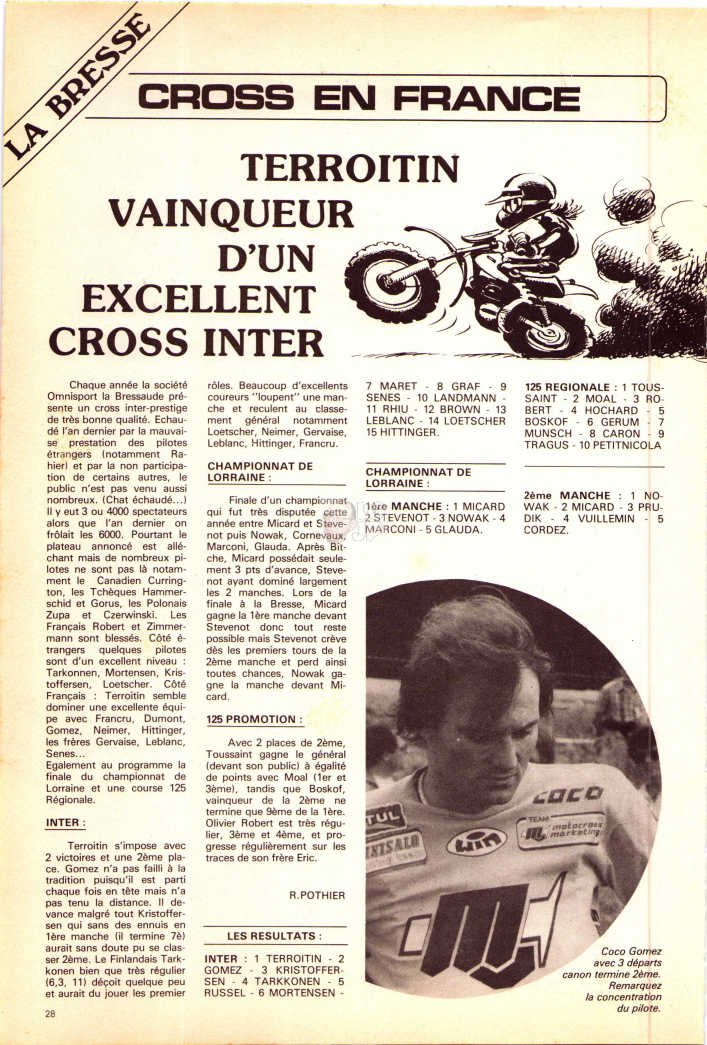 LA BRESSE
CROSS EN FRANCE
TERROITIN
VAINQUEUR
D'UN
EXCELLENT
CROSS INTER
Chaque année la société
Omnisport la Bressaude pré-
sente un cross inter-prestige
de très bonne qualité. Echau-
dé l'an dernier par la mauvai-
se prestation des pilotes
étrangers (notamment Ra-
hier) et par la non participa-
tion de certains autres, le
public n'est pas venu aussi
nombreux. (Chat échaudé...)
Il y eut 3 ou 4000 spectateurs
alors que l'an dernier on
frôlait les 6000. Pourtant le
plateau annoncé est allé-
chant mais de nombreux pi-
lotes ne sont pas là notam-
ment le Canadien Curring-
ton, les Tchèques Hammer-
schid et Gorus, les Polonais
Zupa et Czerwinski. Les
Français Robert et Zimmer-
mann sont blessés. Côté é-
trangers quelques pilotes
sont d'un excellent niveau :
Tarkonnen, Mortensen, Kris-
toffersen, Loetscher. Côté
Français : Terroitin semble
dominer une excellente équi-
pe avec Francru, Dumont,
Gomez, Neimer, Hittinger,
les frères Gervaise, Leblanc,
Senes...
Egalement au programme la
finale du championnat de
Lorraine et une course 125
Régionale.
INTER :
Terroitin s'impose avec
2 victoires et une 2ème pla-
ce. Gomez n'a pas failli à la
tradition puisqu'il est parti
chaque fois en tête mais n'a
pas tenu la distance. Il de-
vance malgré tout Kristoffer-
sen qui sans des ennuis en
1ère manche (il termine 7è)
aurait sans doute pu se clas-
ser 2ème. Le Finlandais Tark-
konen bien que très régulier
(6,3, 11) déçoit quelque peu
et aurait du jouer les premier
28
rôles. Beaucoup d'excellents
coureurs "loupent" une man-
che et reculent au classe-
ment général notamment
Loetscher, Neimer, Gervaise,
Leblanc, Hittinger, Francru.
CHAMPIONNAT DE
LORRAINE :
Finale d'un championnat
qui fut très disputée cette
année entre Micard et Steve-
not puis Nowak, Cornevaux,
Marconi, Glauda. Après Bit-
che, Micard possédait seule-
ment 3 pts d'avance, Steve-
not ayant dominé largement
les 2 manches. Lors de la
finale à la Bresse, Micard
gagne la 1ère manche devant
Stevenot donc tout reste
possible mais Stevenot crève
dès les premiers tours de la
2ème manche et perd ainsi
toutes chances, Nowak ga-
gne la manche devant Mi-
card.
125 PROMOTION :
Avec 2 places de 2ème,
Toussaint gagne le général
(devant son public) à égalité
de points avec Moal (1er et
3ème), tandis que Boskof,
vainqueur de la 2ème ne
termine que 9ème de la 1ère.
Olivier Robert est très régu-
lier, 3ème et 4ème, et pro-
gresse régulièrement sur les
traces de son frère Eric.
R.POTHIER
LES RESULTATS :
INTER : 1 TERROITIN - 2
GOMEZ - 3 KRISTOFFER-
SEN - 4 TARKKONEN - 5
RUSSEL - 6 MORTENSEN -
7 MARET - 8 GRAF - 9
SENES - 10 LANDMANN -
11 RHIU - 12 BROWN - 13
LEBLANC - 14 LOETSCHER
15 HITTINGER.
CHAMPIONNAT DE
LORRAINE :
1ère MANCHE : 1 MICARD
2 STEVENOT - 3 NOWAK - 4
MARCONI - 5 GLAUDA.
125 REGIONALE : 1 TOUS-
SAINT - 2 MOAL - 3 RO-
BERT - 4 HOCHARD - 5
BOSKOF - 6 GERUM - 7
MUNSCH - 8 CARON - 9
TRAGUS - 10 PETITNICOLA
2ème MANCHE : 1 NO-
WAK - 2 MICARD - 3 PRU-
DIK - 4 VUILLEMIN - 5
CORDEZ.
COCO
TUL
win
TEAM
motocross
marketing
Coco Gomez
avec 3 départs
canon termine 2ème.
Remarquez
la concentration
du pilote.